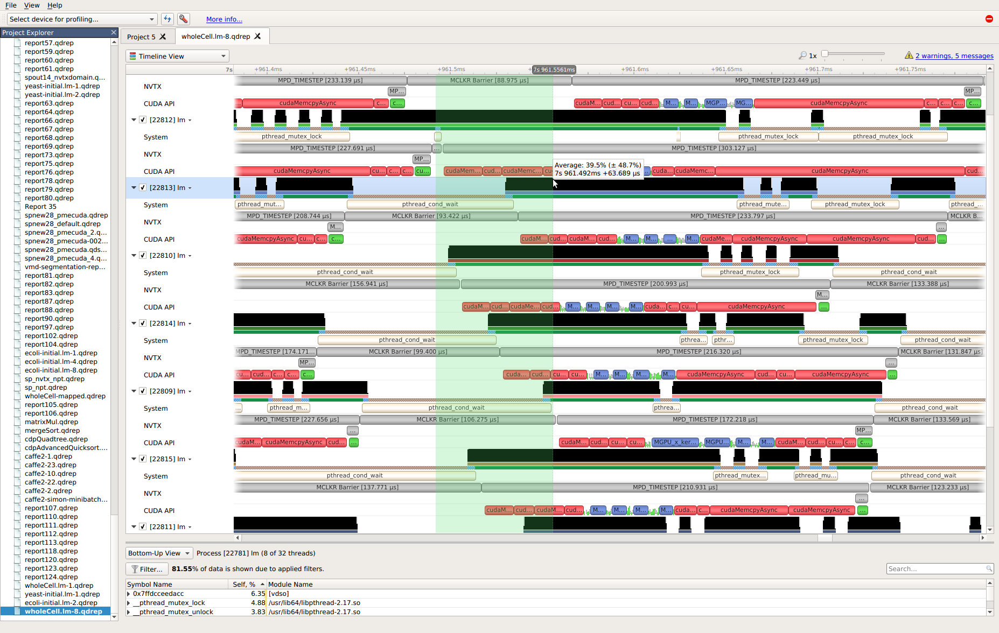 File View Help
Select device for profiling... More info...
Project Explorer
report57.qdrep
report59.qdrep
report60.qdrep
report61.qdrep
spout14_nvtxdomain.q...
yeast-initial.lm-1.qdrep
yeast-initial.lm-2.qdrep
report63.qdrep
report64.qdrep
report66.qdrep
report67.qdrep
report68.qdrep
report69.qdrep
report73.qdrep
report75.qdrep
report76.qdrep
report78.qdrep
report79.qdrep
report80.qdrep
Report 35
spnew28_pmecuda.qdrep
spnew28_default.qdrep
spnew28_pmecuda_2.q...
spnew28_pmecuda-002...
spnew28_pmecuda.qds...
spnew28_pmecuda_4.q...
vmd-segmentation-rep...
report81.qdrep
report82.qdrep
report83.qdrep
report87.qdrep
report88.qdrep
report90.qdrep
report97.qdrep
report102.qdrep
report104.qdrep
ecoli-initial.lm-1.qdrep
ecoli-initial.lm-4.qdrep
ecoli-initial.lm-8.qdrep
sp_nvtx_npt.qdrep
sp_npt.qdrep
wholeCell-mapped.qdrep
report105.qdrep
report106.qdrep
matrixMul.qdrep
mergeSort.qdrep
cdpQuadtree.qdrep
cdpAdvancedQuicksort....
caffe2-1.qdrep
caffe2-23.qdrep
caffe2-10.qdrep
caffe2-22.qdrep
caffe2-2.qdrep
caffe2-simon-minibatch...
report107.qdrep
report110.qdrep
report111.qdrep
report112.qdrep
report113.qdrep
report118.qdrep
report120.qdrep
report123.qdrep
report124.qdrep
wholeCell.lm-1.qdrep
yeast-initial.lm-1.qdrep
ecoli-initial.lm-2.qdrep
wholeCell.lm-8.qdrep
Project 5 wholeCell.lm-8.qdrep
Timeline View 1x 2 warnings, 5 messages
7s +961.4ms +961.45ms +961.5ms 7s 961.5561ms +961.6ms +961.65ms +961.7ms +961.75ms
NVTX MPD_TIMESTEP [233.139 µs] MCLKR Barrier [88.975 µs] MPD_TIMESTEP [223.449 µs]
MP... MP...
CUDA API ... cudaMemcpyAsync c... c... cudaM... cud... cu... cud... M... M... MGP... MG... cudaMemcpyAsync c... c... c... c...
[22812] lm
System pthread_mutex_lock pthread_mutex_lock pthread_mutex_lock
NVTX MPD_TIMESTEP [227.691 µs] ... MPD_TIMESTEP [303.127 µs]
MP...
CUDA API cudaMemcpyAsync cu... c... c... cu... cudaMem... cud... cudaMemc... cuda... cudaMemc... cudaMemcpyAsync cud...
Average: 39.5% (± 48.7%)
7s 961.492ms +63.689 µs
[22813] lm
System pthread_mut... pthread_cond_wait pthread_mute... pthread_mutex_lock pthread_...
NVTX MPD_TIMESTEP [208.744 µs] MCLKR Barrier [93.422 µs] MPD_TIMESTEP [233.797 µs] MCLKR B...
M... ...
CUDA API cudaMemcpyAsync cu... c... c... cudaM... cud... cudaM... cud... M... M... ... M... cudaMe... cudaMemcpyAsync cudaMemcpyAsync cud... ...
[22810] lm
System pthread_cond_wait pthread_mutex_lock pthread_cond_wait
NVTX MCLKR Barrier [156.941 µs] MPD_TIMESTEP [200.993 µs] MCLKR Barrier [133.388 µs]
M...
CUDA API cudaM... cud... cudaMe... cud... M... M... M... M... cuda... c... cu... cudaMemcpyAsync ...
[22814] lm
System pthread_cond_wait pthrea... pthr... pthread_mutex_lock pthread_cond_wait
NVTX MPD_TIMESTEP [174.171... MCLKR Barrier [99.400 µs] MPD_TIMESTEP [216.320 µs] MCLKR Barrier [131.847 µs]
MP... ...
CUDA API cu... cud... c... c... c... cuda... cud... cu... cu... M... M... M... M... cudaMemcpyAsync cud... cu... cudaMemcpyAsync ...
[22809] lm
System ... pthread_m... pthread_cond_wait pthrea... pthread_cond_wait
NVTX MPD_TIMESTEP [227.656 µs] MCLKR Barrier [106.275 µs] MPD_TIMESTEP [172.218 µs] MCLKR Barrier [133.569 µs]
... MP...
CUDA API cudaM... cudaMemcpyAsync cud... ... cudaM... cud... cu... cu... MGPU_x_ker... MGPU... M... M... cudaM... cud... cu... c... c...
[22815] lm
System pthread_cond_wait pthread_mutex... pthread_mu... pthread_cond_wait
NVTX MCLKR Barrier [137.771 µs] MPD_TIMESTEP [210.931 µs] MCLKR Barrier [123.233 µs]
...
CUDA API cudaM... cud... cudaM... cud... M... M... M... M... cuda... c... cudaMemcpyAsync cudaMemcpyAsync ...
[22811] lm
Bottom-Up View Process [22781] lm (8 of 32 threads)
Filter... 81.55% of data is shown due to applied filters. Search...
Symbol Name Self, % Module Name
0x7ffdcceedacc 6.35 [vdso]
__pthread_mutex_lock 4.88 /usr/lib64/libpthread-2.17.so
__pthread_mutex_unlock 3.83 /usr/lib64/libpthread-2.17.so